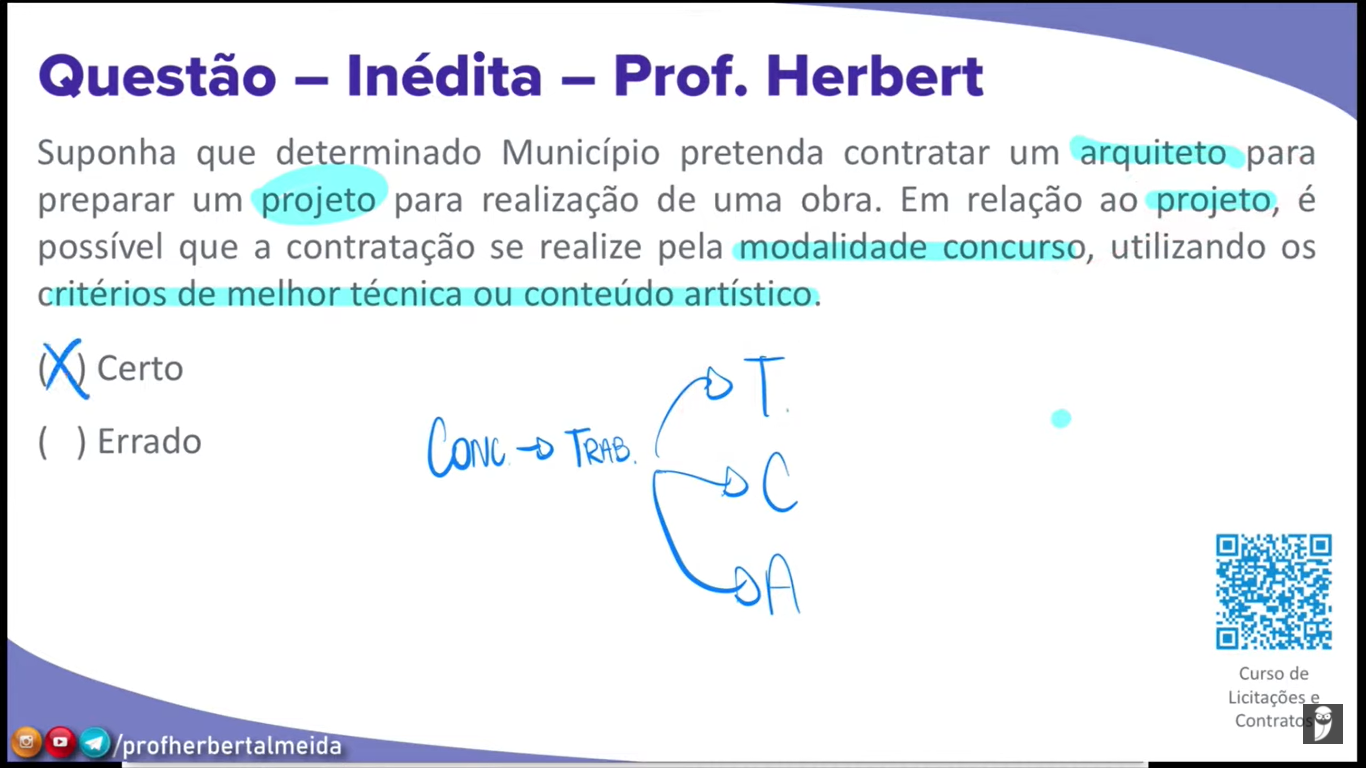 Questão – Inédita – Prof. Herbert
Suponha que determinado Município pretenda contratar um arquiteto para
preparar um projeto para realização de uma obra. Em relação ao projeto, é
possível que a contratação se realize pela modalidade concurso, utilizando os
critérios de melhor técnica ou conteúdo artístico.
(X) Certo
( ) Errado
T.
CONC. → TRAB.
C
A
Curso de
Licitações e
Contratos
/profherbertalmeida